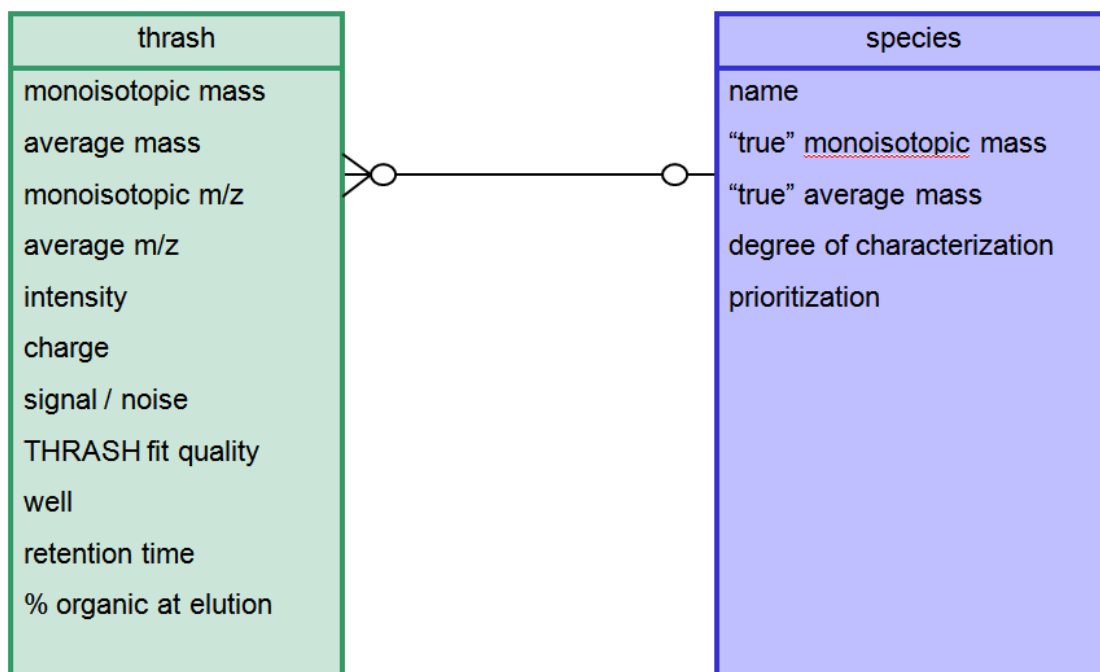 thrash
monoisotopic mass
average mass
monoisotopic m/z
average m/z
intensity
charge
signal / noise
THRASH fit quality
well
retention time
% organic at elution
species
name
“true” monoisotopic mass
“true” average mass
degree of characterization
prioritization